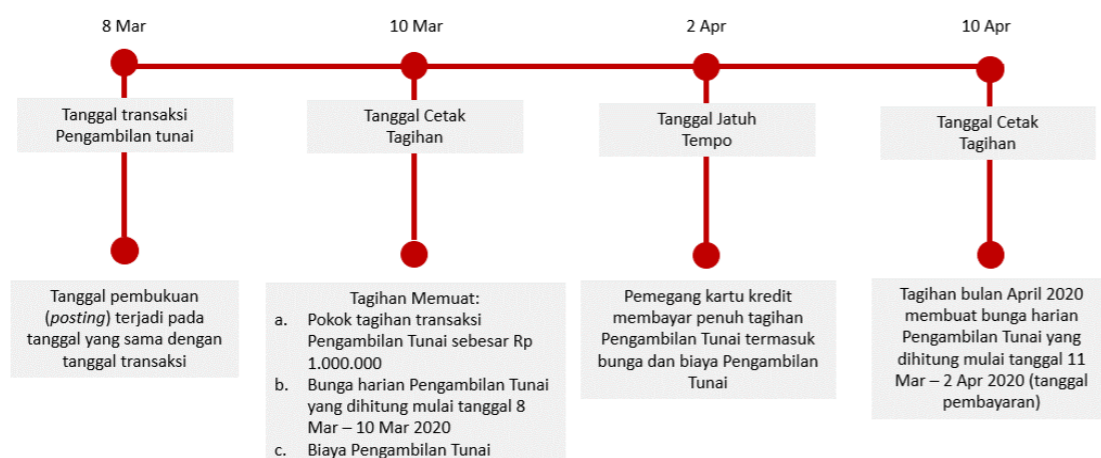 8 Mar
10 Mar
2 Apr
10 Apr
Tanggal transaksi
Pengambilan tunai
Tanggal Cetak
Tagihan
Tanggal Jatuh
Tempo
Tanggal Cetak
Tagihan
Tanggal pembukuan
(posting) terjadi pada
tanggal yang sama dengan
tanggal transaksi
Tagihan Memuat:
a. Pokok tagihan transaksi
Pengambilan Tunai sebesar Rp
1.000.000
b. Bunga harian Pengambilan Tunai
yang dihitung mulai tanggal 8
Mar – 10 Mar 2020
c. Biaya Pengambilan Tunai
Pemegang kartu kredit
membayar penuh tagihan
Pengambilan Tunai termasuk
bunga dan biaya Pengambilan
Tunai
Tagihan bulan April 2020
membuat bunga harian
Pengambilan Tunai yang
dihitung mulai tanggal 11
Mar – 2 Apr 2020 (tanggal
pembayaran)